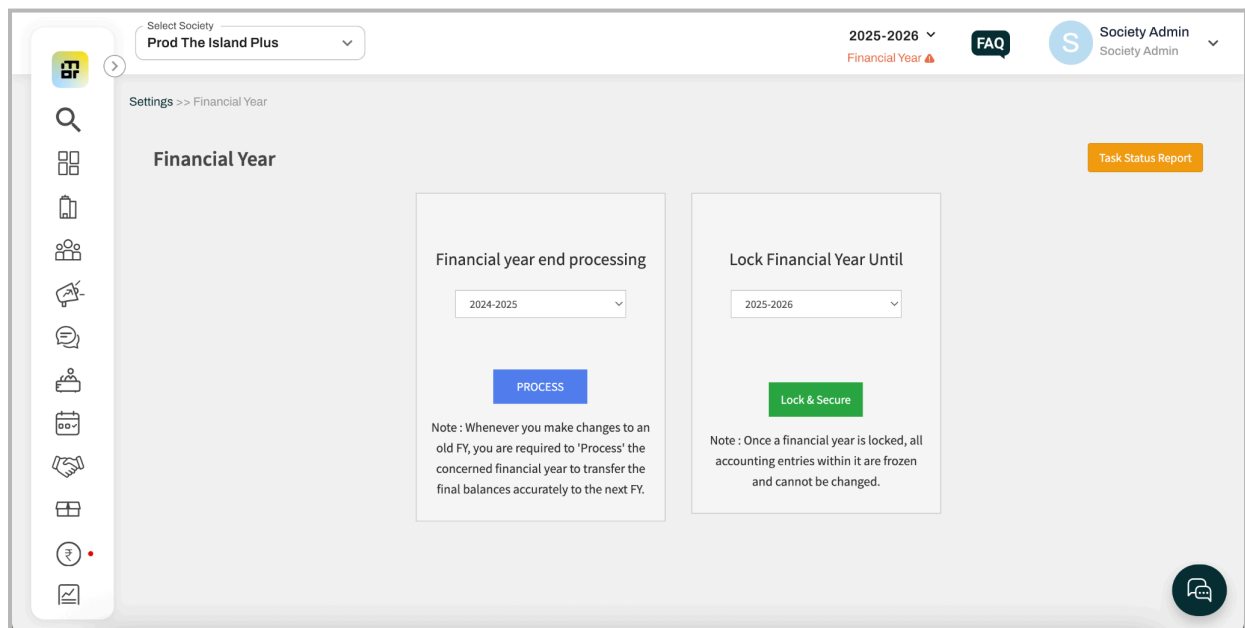 Select Society
Prod The Island Plus
2025-2026
Financial Year
FAQ
S
Society Admin
Society Admin
Settings >> Financial Year
Financial Year
Task Status Report
Financial year end processing
2024-2025
PROCESS
Note : Whenever you make changes to an
old FY, you are required to 'Process' the
concerned financial year to transfer the
final balances accurately to the next FY.
Lock Financial Year Until
2025-2026
Lock & Secure
Note : Once a financial year is locked, all
accounting entries within it are frozen
and cannot be changed.